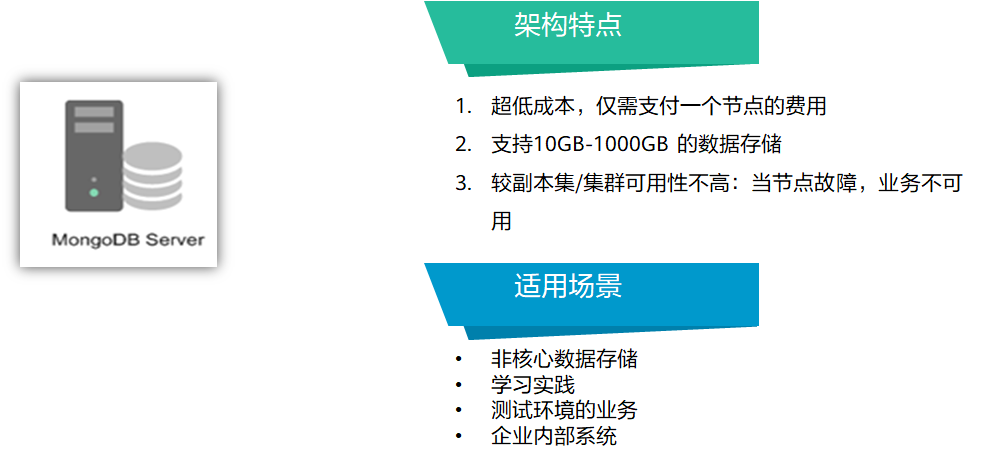 架构特点
1. 超低成本，仅需支付一个节点的费用
2. 支持10GB-1000GB 的数据存储
3. 较副本集/集群可用性不高：当节点故障，业务不可
用
MongoDB Server
适用场景
• 非核心数据存储
• 学习实践
• 测试环境的业务
• 企业内部系统